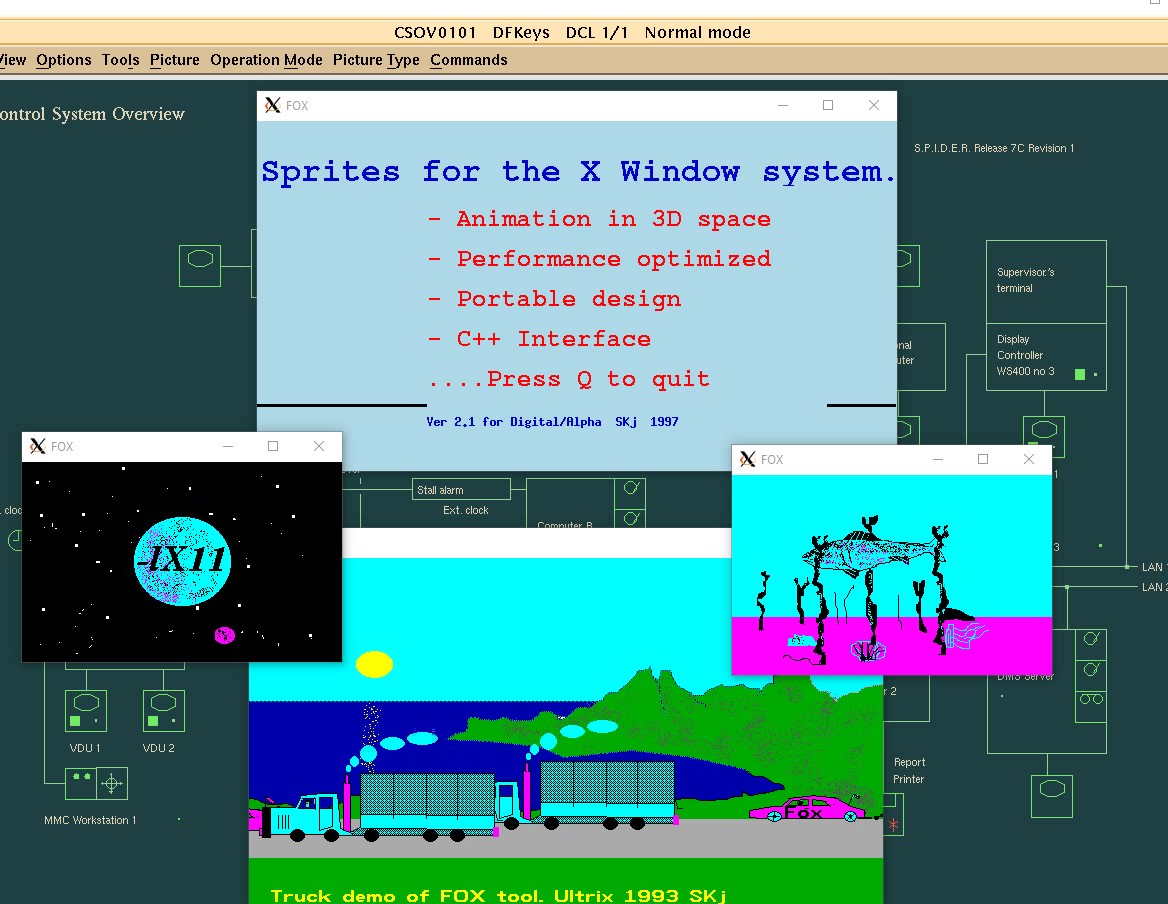 CSOV0101 DFKeys DCL 1/1 Normal mode
View Options Tools Picture Operation Mode Picture Type Commands
ontrol System Overview
FOX
S.P.I.D.E.R. Release 7C Revision 1
Sprites for the X Window system.
- Animation in 3D space
- Performance optimized
- Portable design
- C++ Interface
....Press Q to quit
Ver 2.1 for Digital/Alpha SKj 1997
Supervisor's
terminal
Display
Controller
WS400 no 3
FOX
FOX
Stall alarm
Ext. clock
Computer B
-IX11
1
3
LAN 1
LAN 2
DMS Server
r 2
VDU 1
VDU 2
Report
Printer
MMC Workstation 1
Fox
Truck demo of FOX tool. Ultrix 1993 SKj